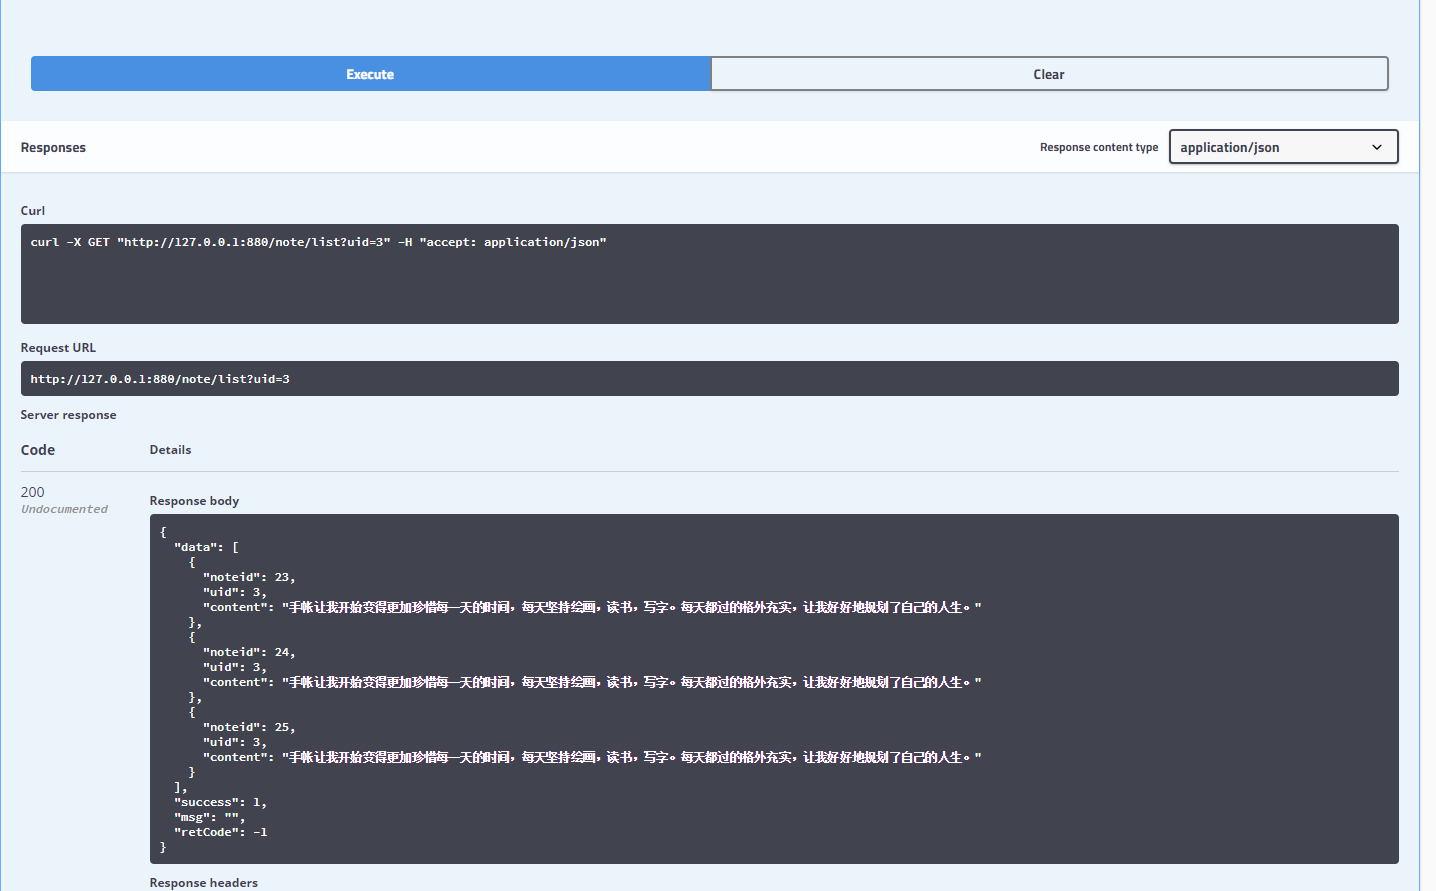 Execute
Clear
Responses
Response content type
application/json
Curl
curl -X GET "http://127.0.0.1:880/note/list?uid=3" -H "accept: application/json"
Request URL
http://127.0.0.1:880/note/list?uid=3
Server response
Code
Details
200
Undocumented
Response body
{
  "data": [
    {
      "noteid": 23,
      "uid": 3,
      "content": "手帐让我开始变得更加珍惜每一天的时间，每天坚持绘画，读书，写字。每天都过的格外充实，让我好好地规划了自己的人生。"
    },
    {
      "noteid": 24,
      "uid": 3,
      "content": "手帐让我开始变得更加珍惜每一天的时间，每天坚持绘画，读书，写字。每天都过的格外充实，让我好好地规划了自己的人生。"
    },
    {
      "noteid": 25,
      "uid": 3,
      "content": "手帐让我开始变得更加珍惜每一天的时间，每天坚持绘画，读书，写字。每天都过的格外充实，让我好好地规划了自己的人生。"
    }
  ],
  "success": 1,
  "msg": "",
  "retCode": -1
}
Response headers